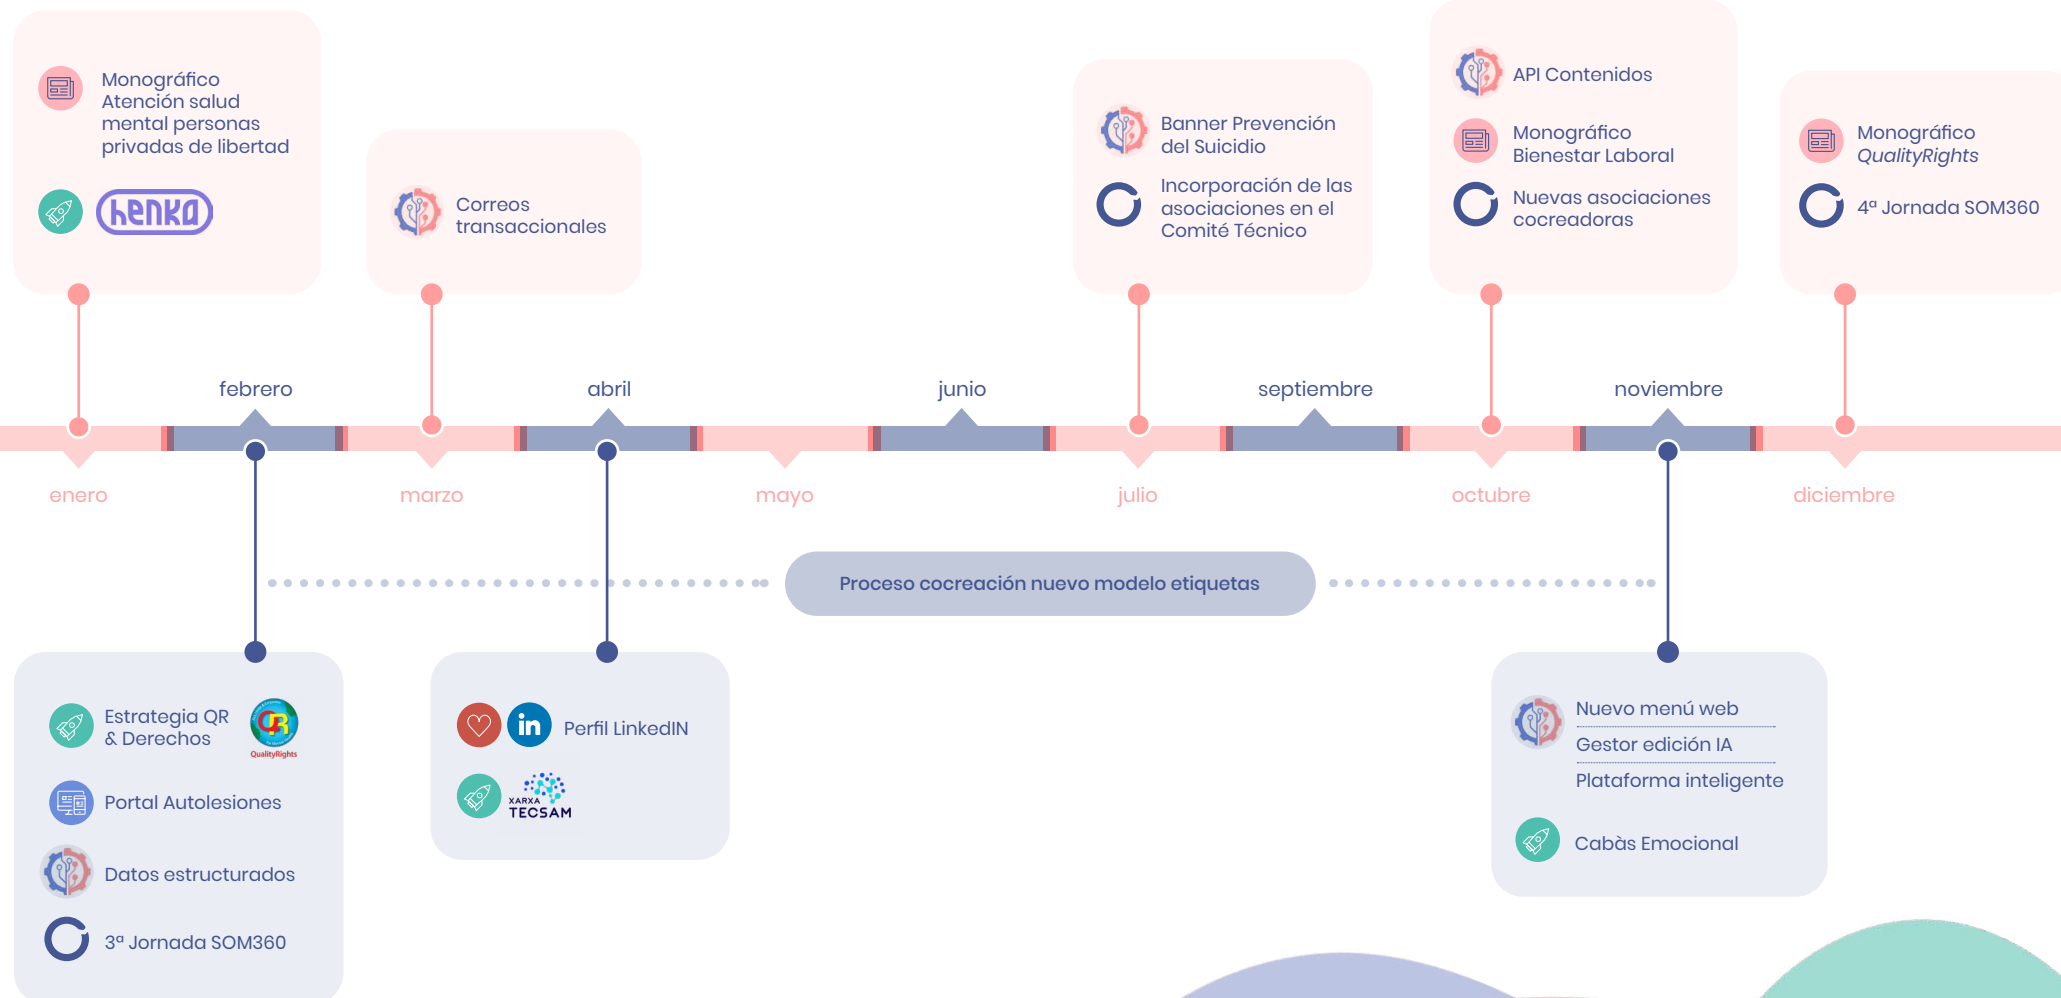 Monográfico
Atención salud
mental personas
privadas de libertad
henka
Correos
transaccionales
Banner Prevención
del Suicidio
Incorporación de las
asociaciones en el
Comité Técnico
API Contenidos
Monográfico
Bienestar Laboral
Nuevas asociaciones
cocreadoras
Monográfico
QualityRights
4ª Jornada SOM360
febrero
abril
junio
septiembre
noviembre
enero
marzo
mayo
julio
octubre
diciembre
Proceso cocreación nuevo modelo etiquetas
Estrategia QR
& Derechos
QR
QualityRights
Portal Autolesiones
Datos estructurados
3ª Jornada SOM360
in
Perfil LinkedIN
XARXA
TECSAM
Nuevo menú web
Gestor edición IA
Plataforma inteligente
Cabàs Emocional